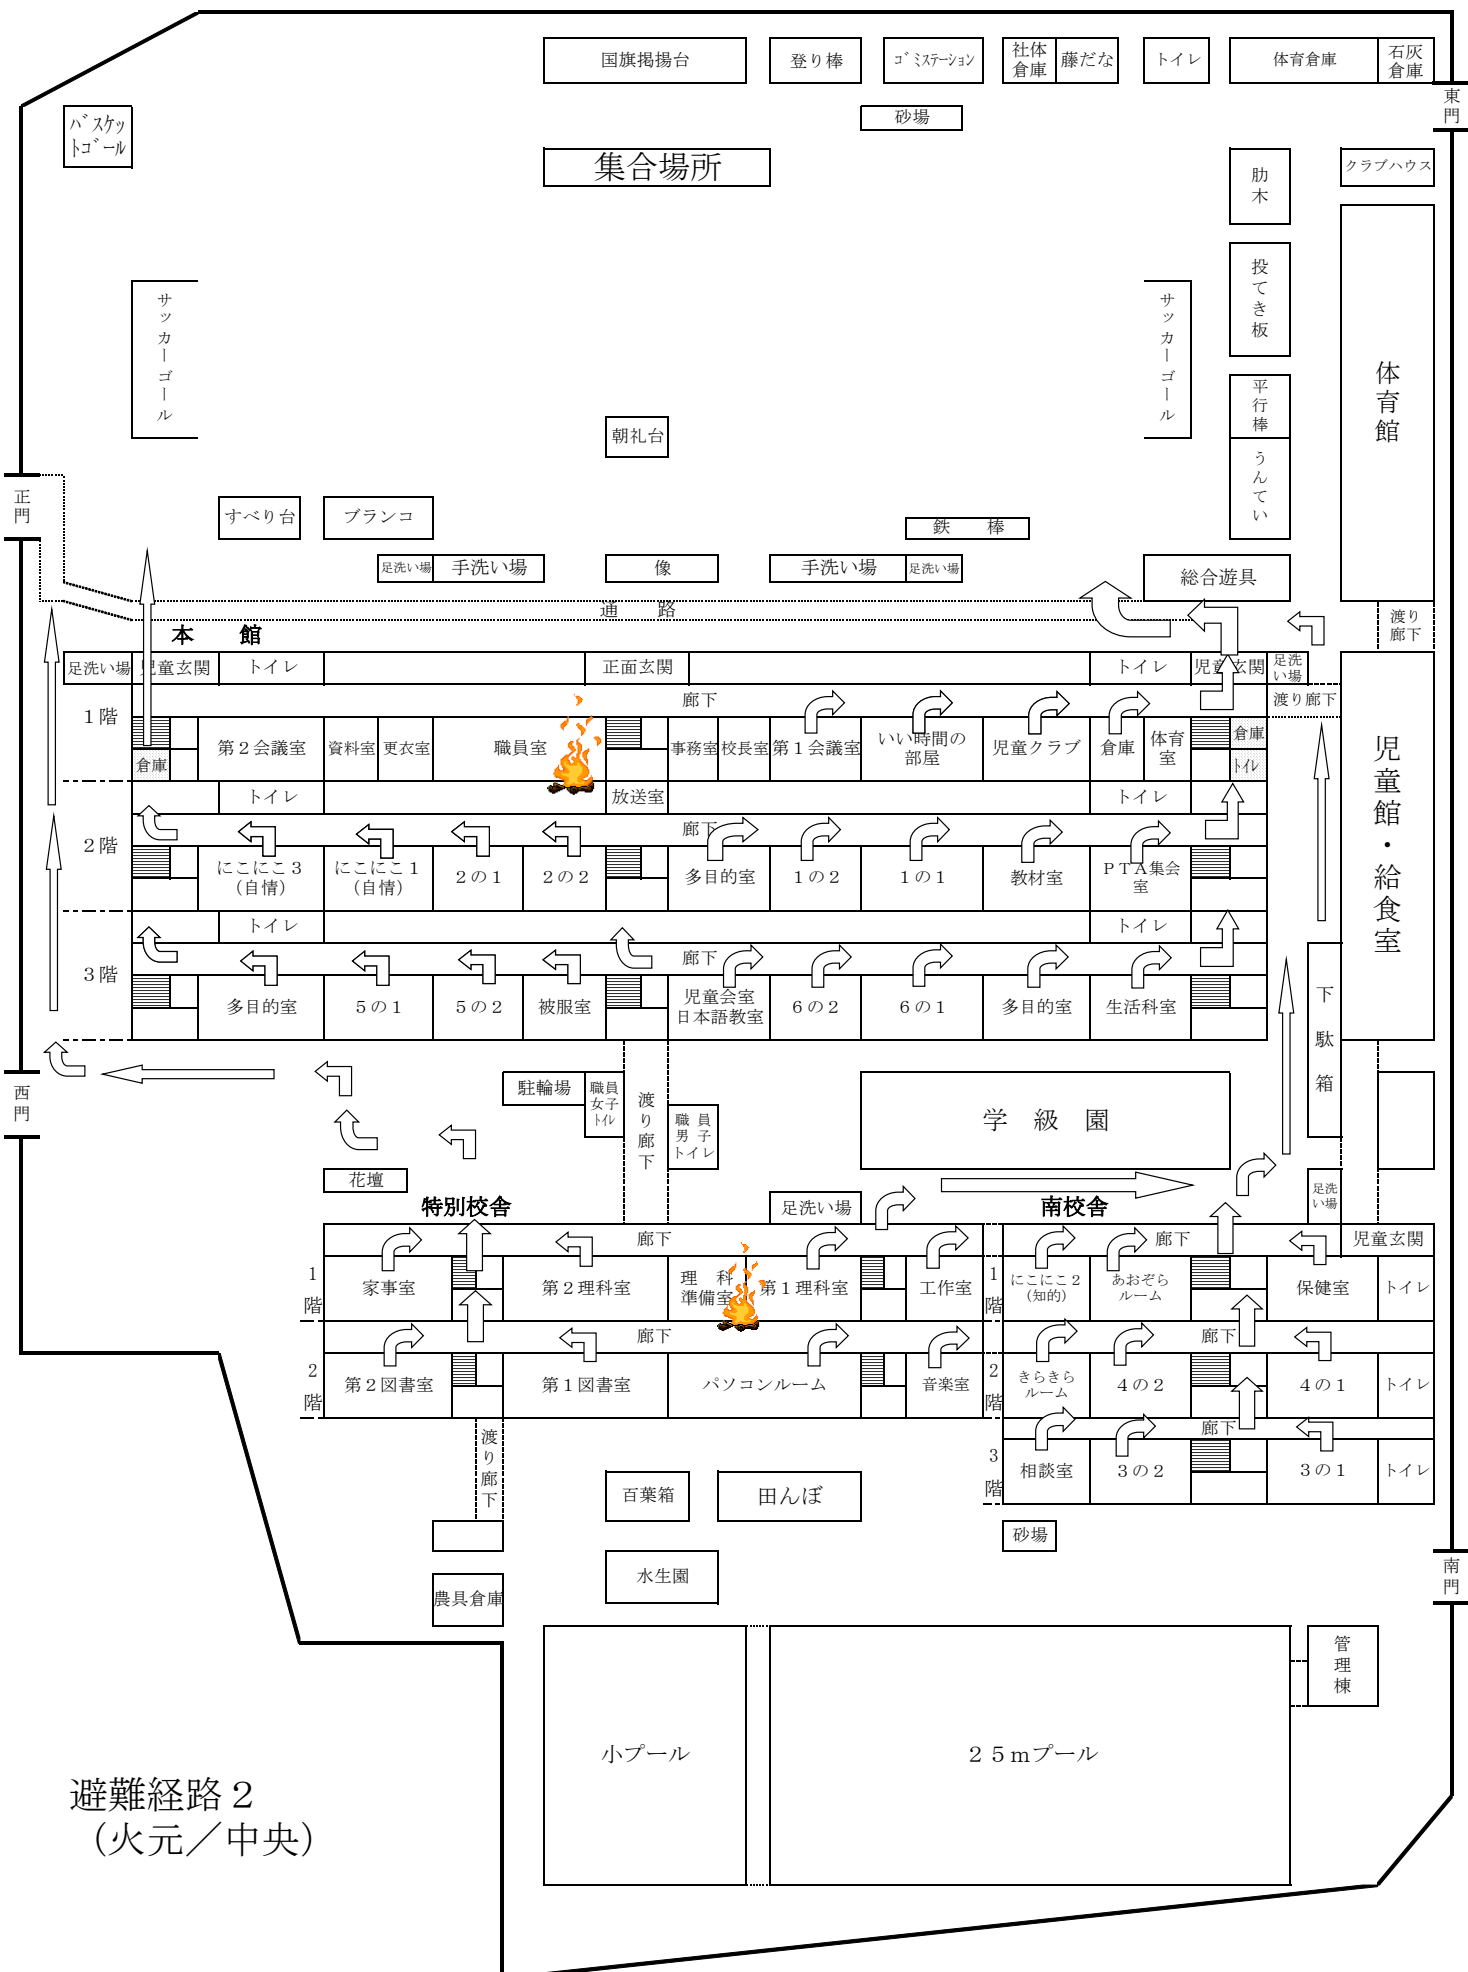 国旗掲揚台
登り棒
ゴミステーション
社体
倉庫
藤だな
トイレ
体育倉庫
石灰
倉庫
東門
バスケッ
トゴール
砂場
集合場所
肋木
クラブハウス
投てき板
サッカーゴール
サッカーゴール
体育館
平行棒
朝礼台
うんてい
正門
すべり台
ブランコ
鉄　棒
足洗い場
手洗い場
像
手洗い場
足洗い場
総合遊具
通　路
渡り
廊下
本　館
足洗い場
児童玄関
トイレ
正面玄関
トイレ
児童玄関
足洗
い場
1階
廊下
渡り廊下
第2会議室
資料室
更衣室
職員室
事務室
校長室
第1会議室
いい時間の
部屋
児童クラブ
倉庫
体育
室
倉庫
倉庫
トイレ
児童館・給食室
トイレ
放送室
トイレ
2階
廊下
にこにこ3
（自情）
にこにこ1
（自情）
2の1
2の2
多目的室
1の2
1の1
教材室
PTA集会
室
トイレ
トイレ
3階
廊下
多目的室
5の1
5の2
被服室
児童会室
日本語教室
6の2
6の1
多目的室
生活科室
下駄箱
西門
駐輪場
職員
女子
トイレ
渡り廊下
職　員
男　子
トイレ
学　級　園
花壇
特別校舎
足洗い場
南校舎
足洗
い場
廊下
廊下
児童玄関
1階
家事室
第2理科室
理　科
準備室
第1理科室
工作室
1階
にこにこ2
（知的）
あおぞら
ルーム
保健室
トイレ
廊下
廊下
2階
第2図書室
第1図書室
パソコンルーム
音楽室
2階
きらきら
ルーム
4の2
4の1
トイレ
廊下
渡り廊下
3階
相談室
3の2
3の1
トイレ
百葉箱
田んぼ
砂場
水生園
農具倉庫
南門
管理棟
小プール
25mプール
避難経路2
（火元／中央）